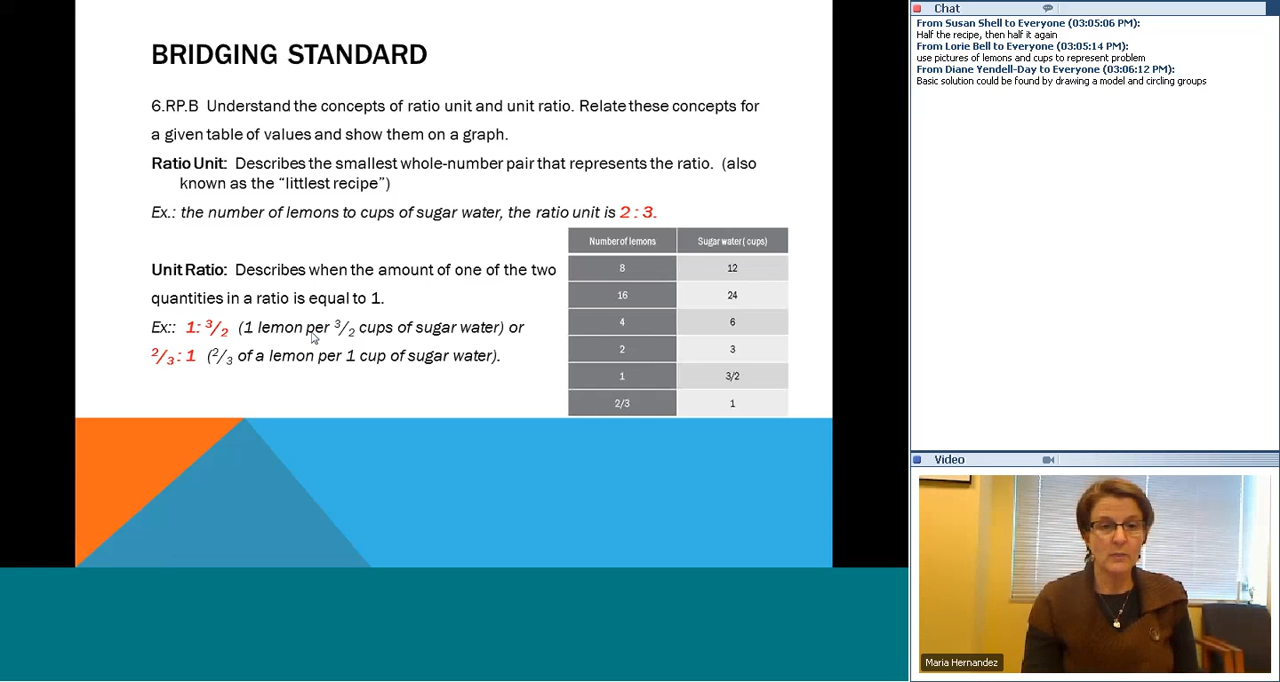 BRIDGING STANDARD
6.RP.B Understand the concepts of ratio unit and unit ratio. Relate these concepts for
a given table of values and show them on a graph.
Ratio Unit: Describes the smallest whole-number pair that represents the ratio. (also
known as the “littlest recipe”)
Ex.: the number of lemons to cups of sugar water, the ratio unit is 2 : 3.
Unit Ratio: Describes when the amount of one of the two
quantities in a ratio is equal to 1.
Ex:: 1: 3/2 (1 lemon per 3/2 cups of sugar water) or
2/3 : 1 (2/3 of a lemon per 1 cup of sugar water).
Number of lemons Sugar water( cups)
8 12
16 24
4 6
2 3
1 3/2
2/3 1
Chat
From Susan Shell to Everyone (03:05:06 PM):
Half the recipe, then half it again
From Lorie Bell to Everyone (03:05:14 PM):
use pictures of lemons and cups to represent problem
From Diane Yendell-Day to Everyone (03:06:12 PM):
Basic solution could be found by drawing a model and circling groups
Video
Maria Hernandez